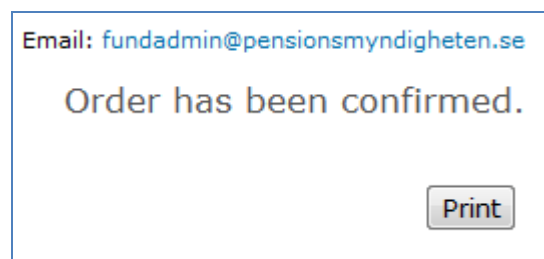 Email: fundadmin@pensionsmyndigheten.se
Order has been confirmed.
Print